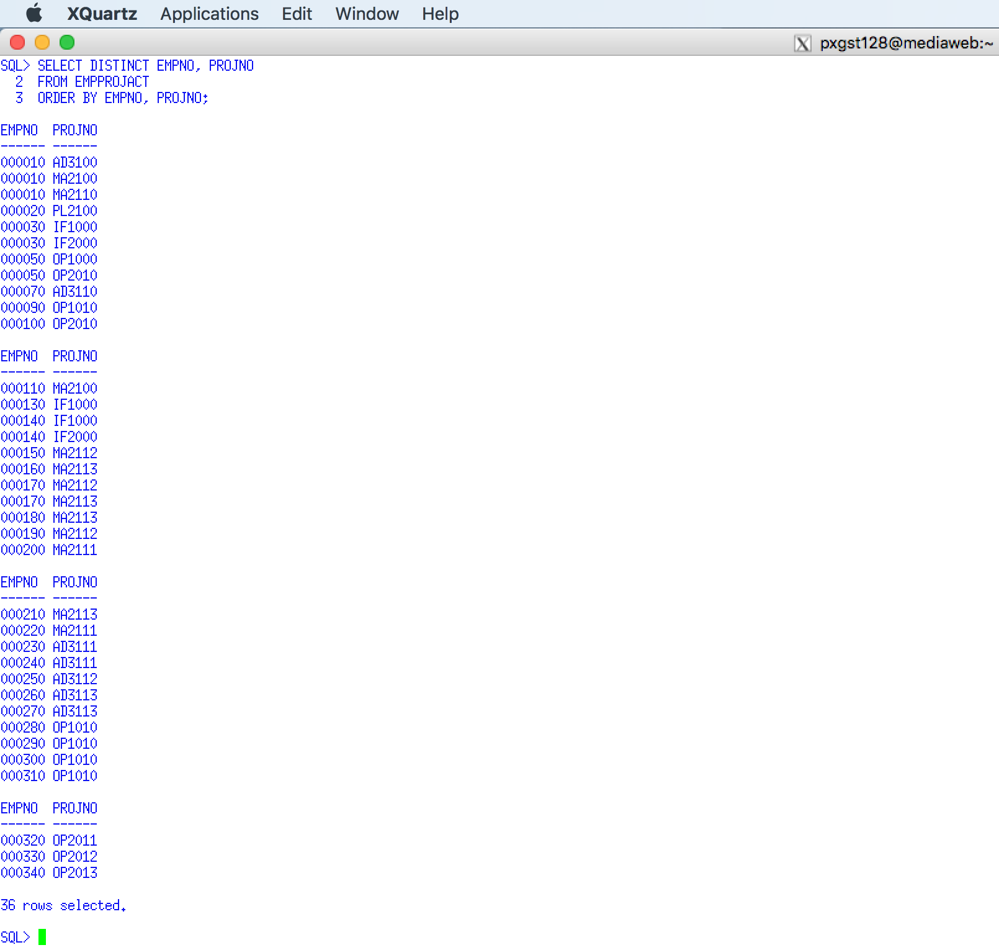 XQuartz Applications Edit Window Help
X pxgst128@mediaweb:~
SQL> SELECT DISTINCT EMPNO, PROJNO
  2  FROM EMPPROJACT
  3  ORDER BY EMPNO, PROJNO;

EMPNO  PROJNO
------ ------
000010 AD3100
000010 MA2100
000010 MA2110
000020 PL2100
000030 IF1000
000030 IF2000
000050 OP1000
000050 OP2010
000070 AD3110
000090 OP1010
000100 OP2010

EMPNO  PROJNO
------ ------
000110 MA2100
000130 IF1000
000140 IF1000
000140 IF2000
000150 MA2112
000160 MA2113
000170 MA2112
000170 MA2113
000180 MA2113
000190 MA2112
000200 MA2111

EMPNO  PROJNO
------ ------
000210 MA2113
000220 MA2111
000230 AD3111
000240 AD3111
000250 AD3112
000260 AD3113
000270 AD3113
000280 OP1010
000290 OP1010
000300 OP1010
000310 OP1010

EMPNO  PROJNO
------ ------
000320 OP2011
000330 OP2012
000340 OP2013

36 rows selected.

SQL>